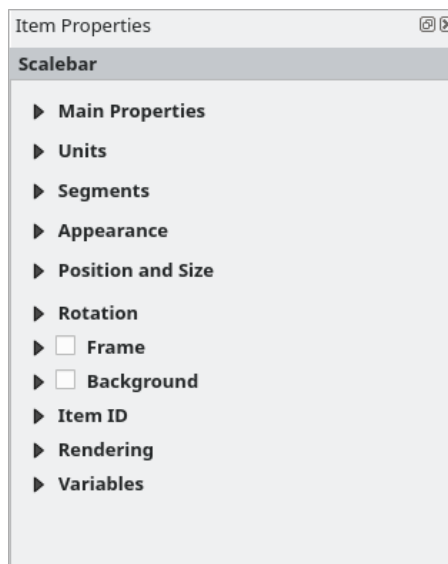 Item Properties
Scalebar
Main Properties
Units
Segments
Appearance
Position and Size
Rotation
Frame
Background
Item ID
Rendering
Variables